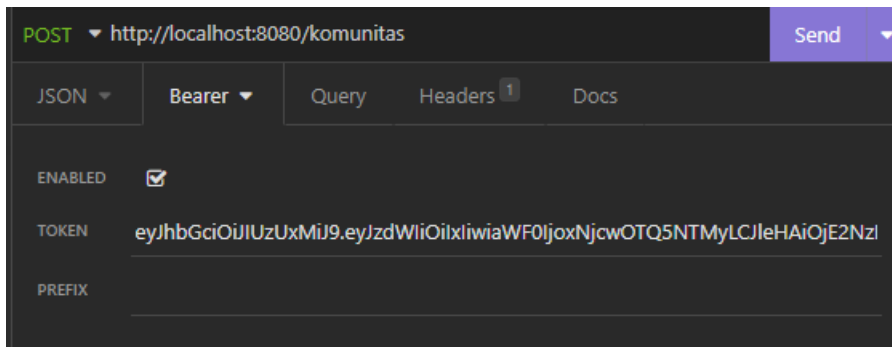 POST http://localhost:8080/komunitas Send
JSON Bearer Query Headers 1 Docs
ENABLED
TOKEN eyJhbGciOiJIUzUxMiJ9.eyJzdWIiOiIxIiwiaWF0IjoxNjcwOTQ5NTMyLCJleHAiOjE2NzI
PREFIX